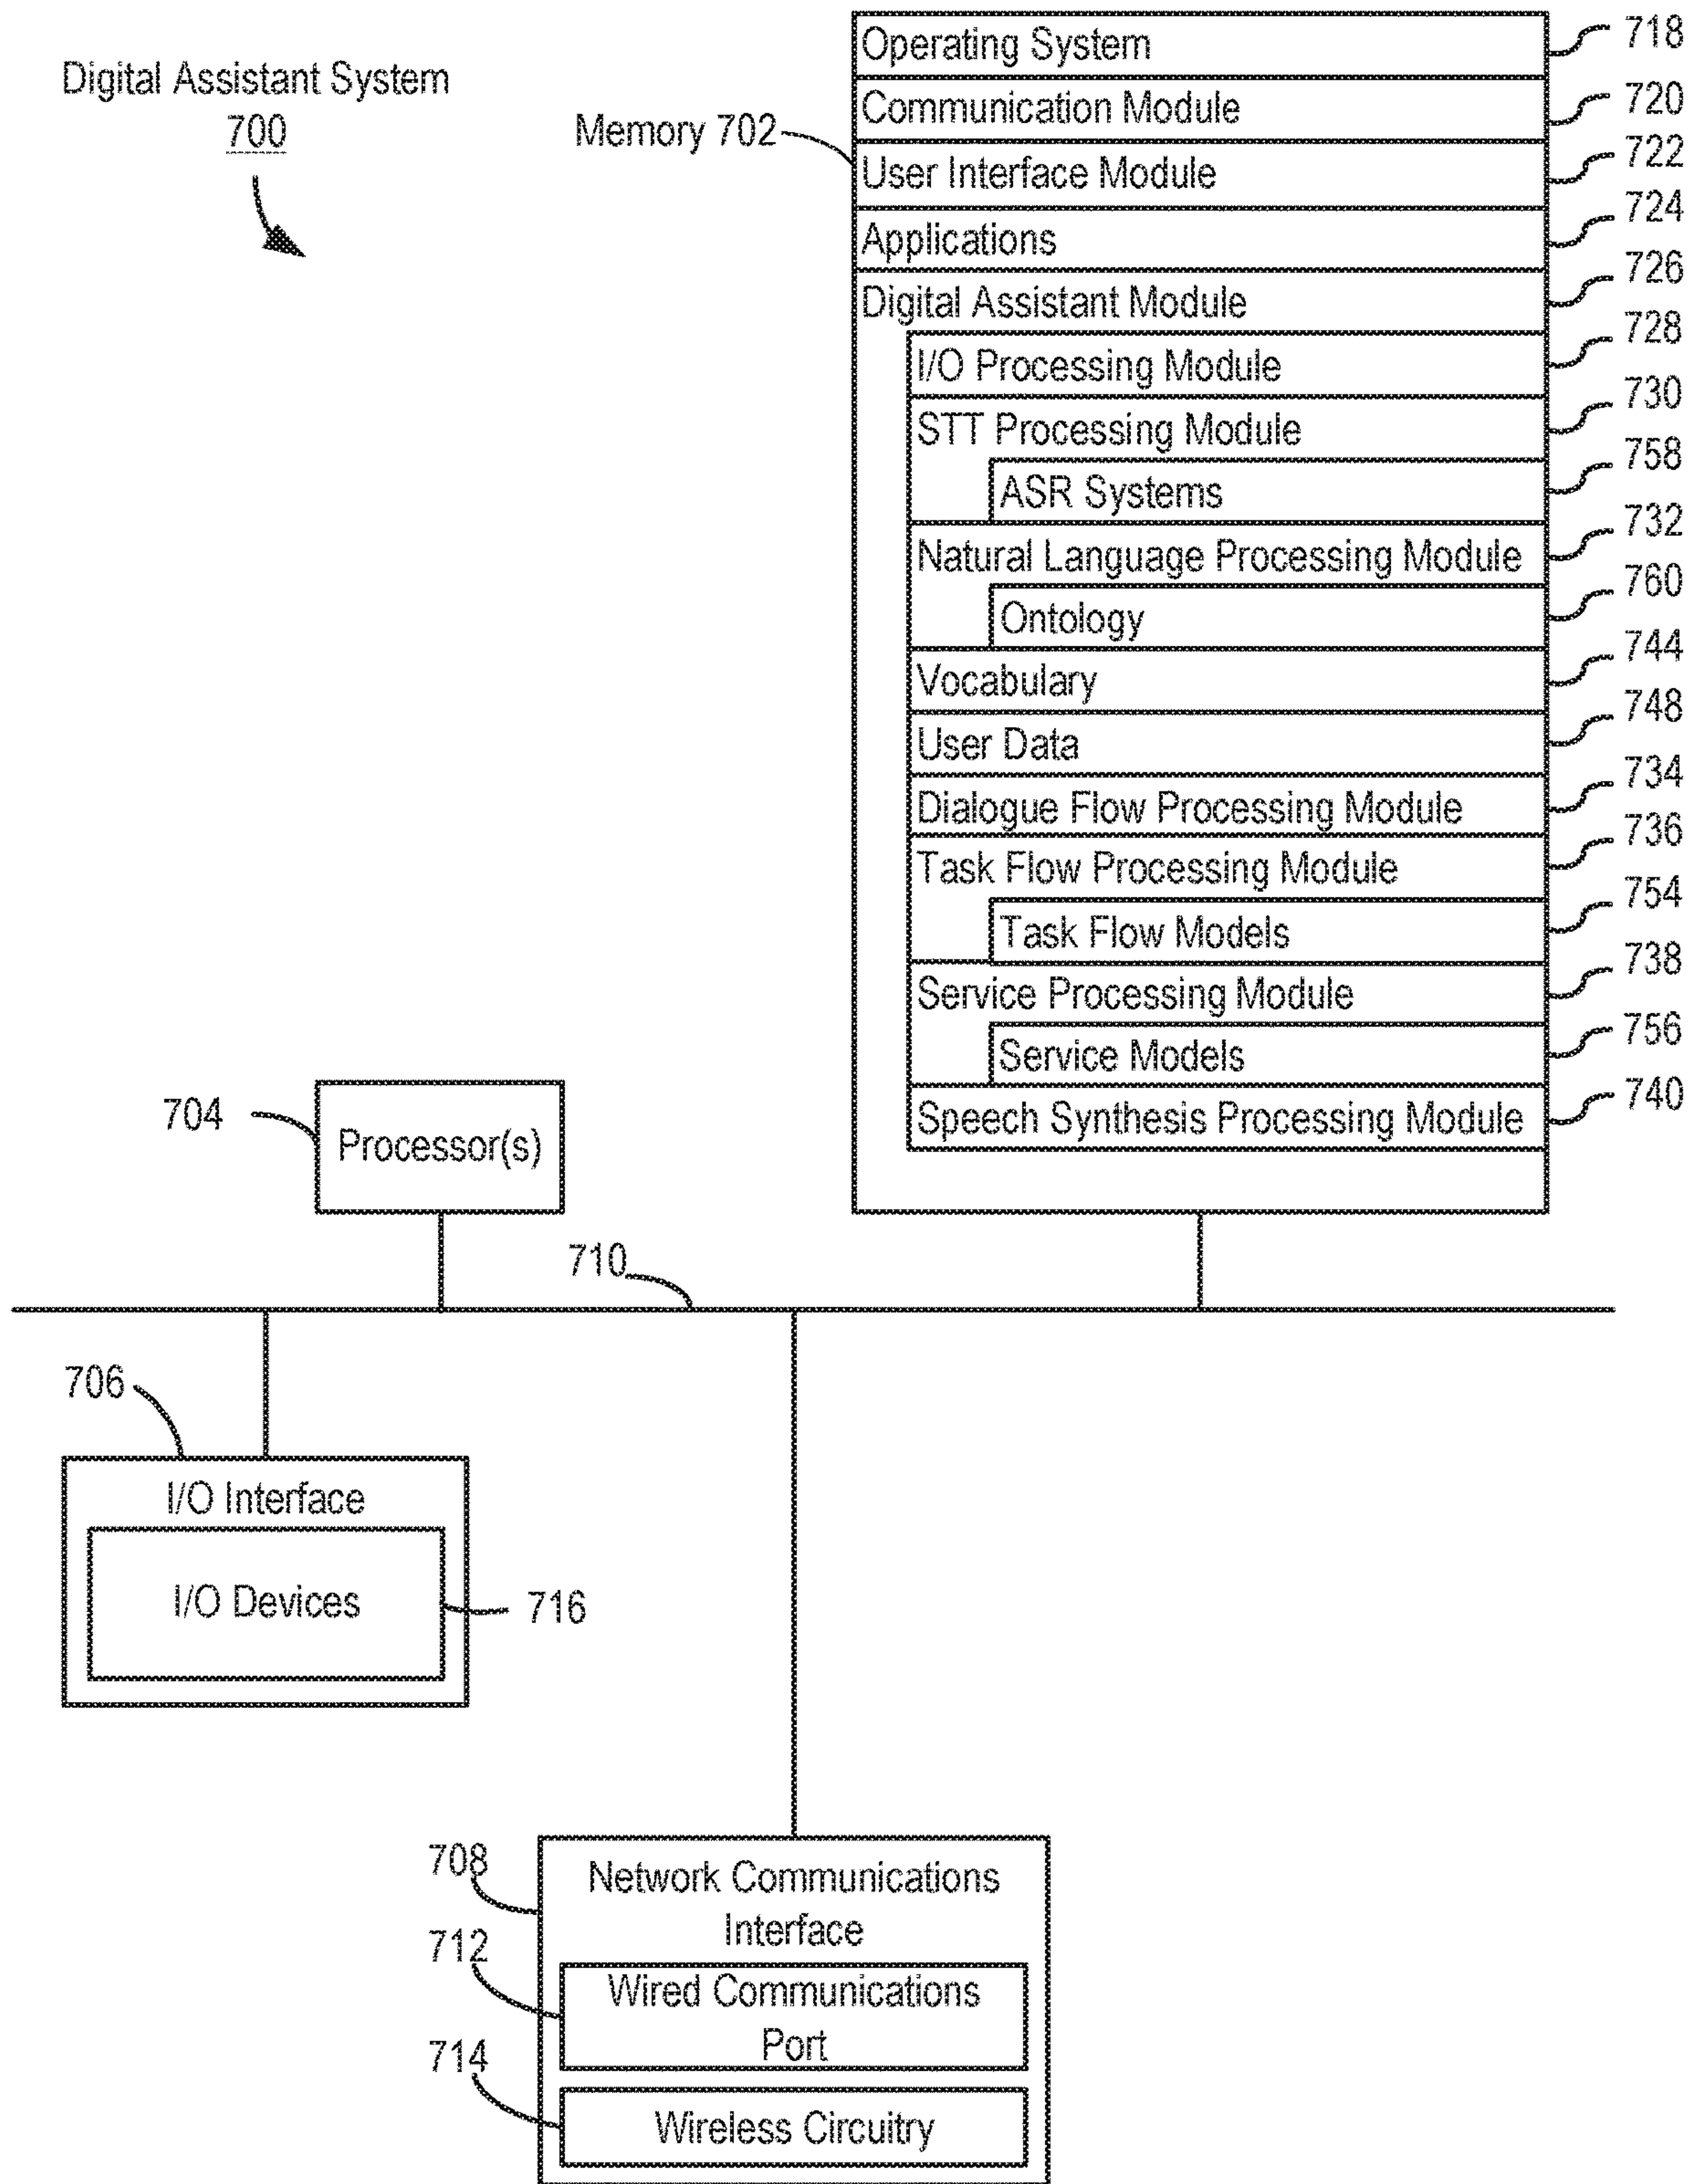 Digital Assistant System
700
Memory 702
Operating System 718
Communication Module 720
User Interface Module 722
Applications 724
Digital Assistant Module 726
I/O Processing Module 728
STT Processing Module 730
ASR Systems 758
Natural Language Processing Module 732
Ontology 760
Vocabulary 744
User Data 748
Dialogue Flow Processing Module 734
Task Flow Processing Module 736
Task Flow Models 754
Service Processing Module 738
Service Models 756
Speech Synthesis Processing Module 740
704
Processor(s)
710
706
I/O Interface
I/O Devices
716
708
Network Communications
Interface
712
Wired Communications
Port
714
Wireless Circuitry